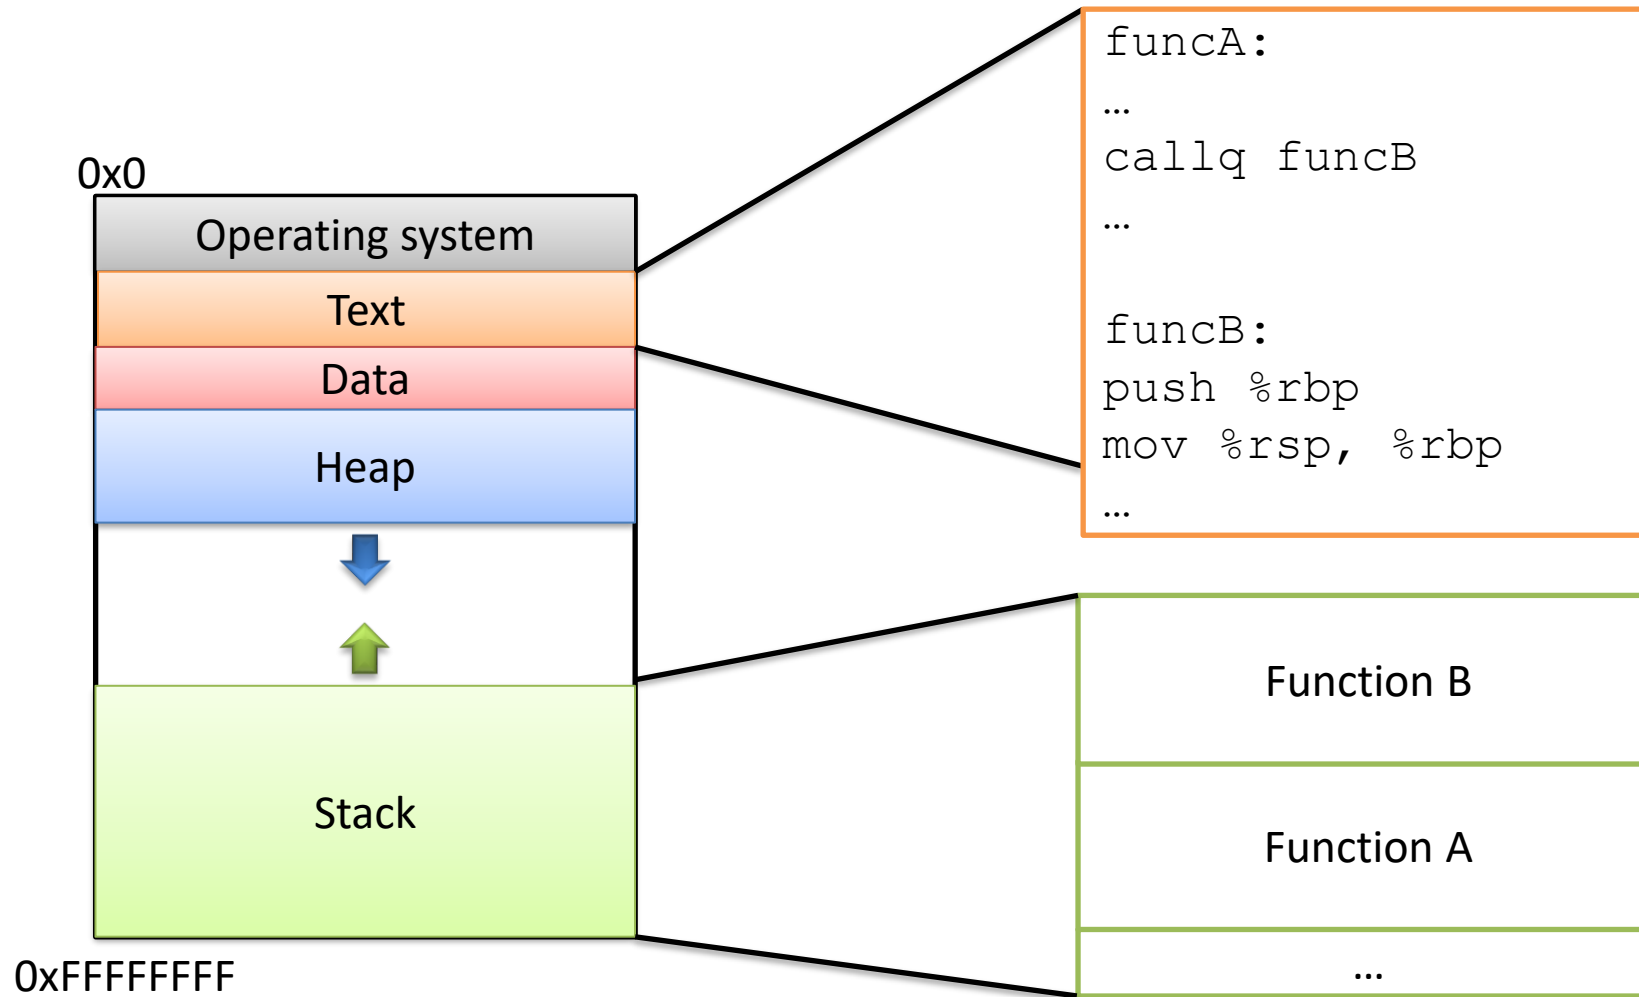 0x0
Operating system
Text
Data
Heap
Stack
0xFFFFFFFF
funcA:
…
callq funcB
…
funcB:
push %rbp
mov %rsp, %rbp
…
Function B
Function A
…